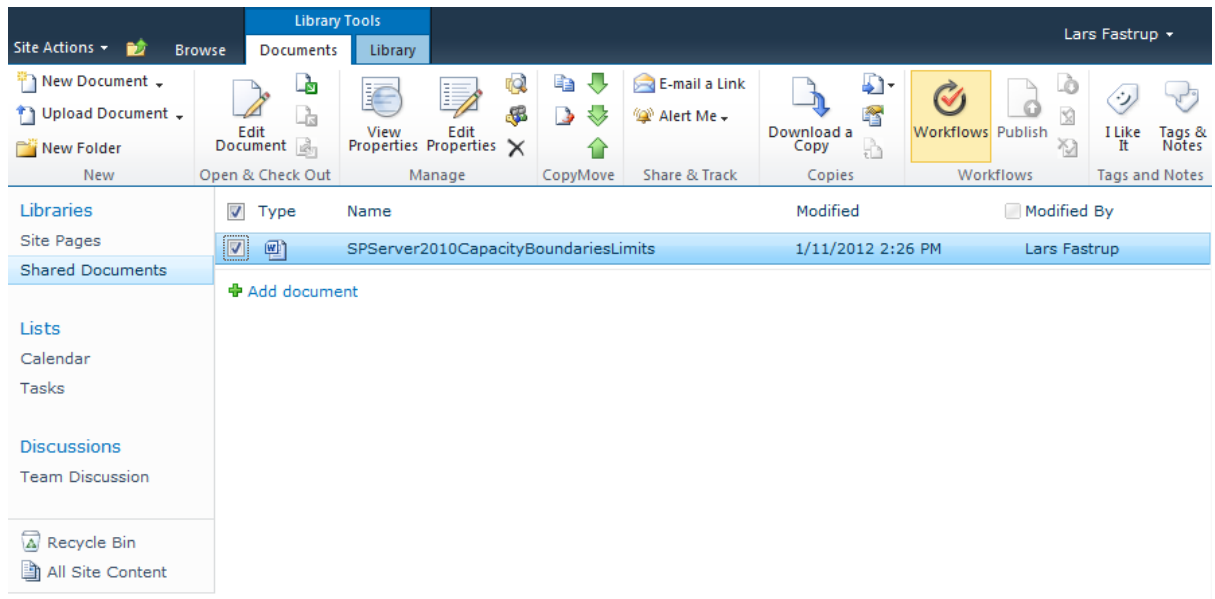 Library Tools
Lars Fastrup
Site Actions
Browse
Documents
Library
New Document
Upload Document
New Folder
New
Edit
Document
Open & Check Out
View
Properties
Edit
Properties
Manage
CopyMove
E-mail a Link
Alert Me
Share & Track
Download a
Copy
Copies
Workflows
Publish
Workflows
I Like
It
Tags &
Notes
Tags and Notes
Libraries
Site Pages
Shared Documents
Lists
Calendar
Tasks
Discussions
Team Discussion
Recycle Bin
All Site Content
Type Name Modified Modified By
SPServer2010CapacityBoundariesLimits 1/11/2012 2:26 PM Lars Fastrup
Add document